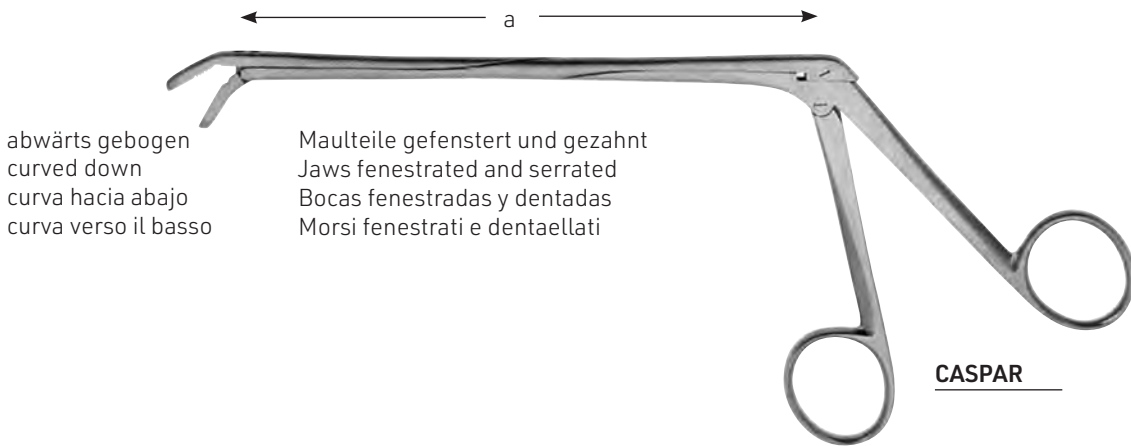 a
abwärts gebogen
curved down
curva hacia abajo
curva verso il basso
Maulteile gefenstert und gezahnt
Jaws fenestrated and serrated
Bocas fenestradas y dentadas
Morsi fenestrati e dentaellati
CASPAR